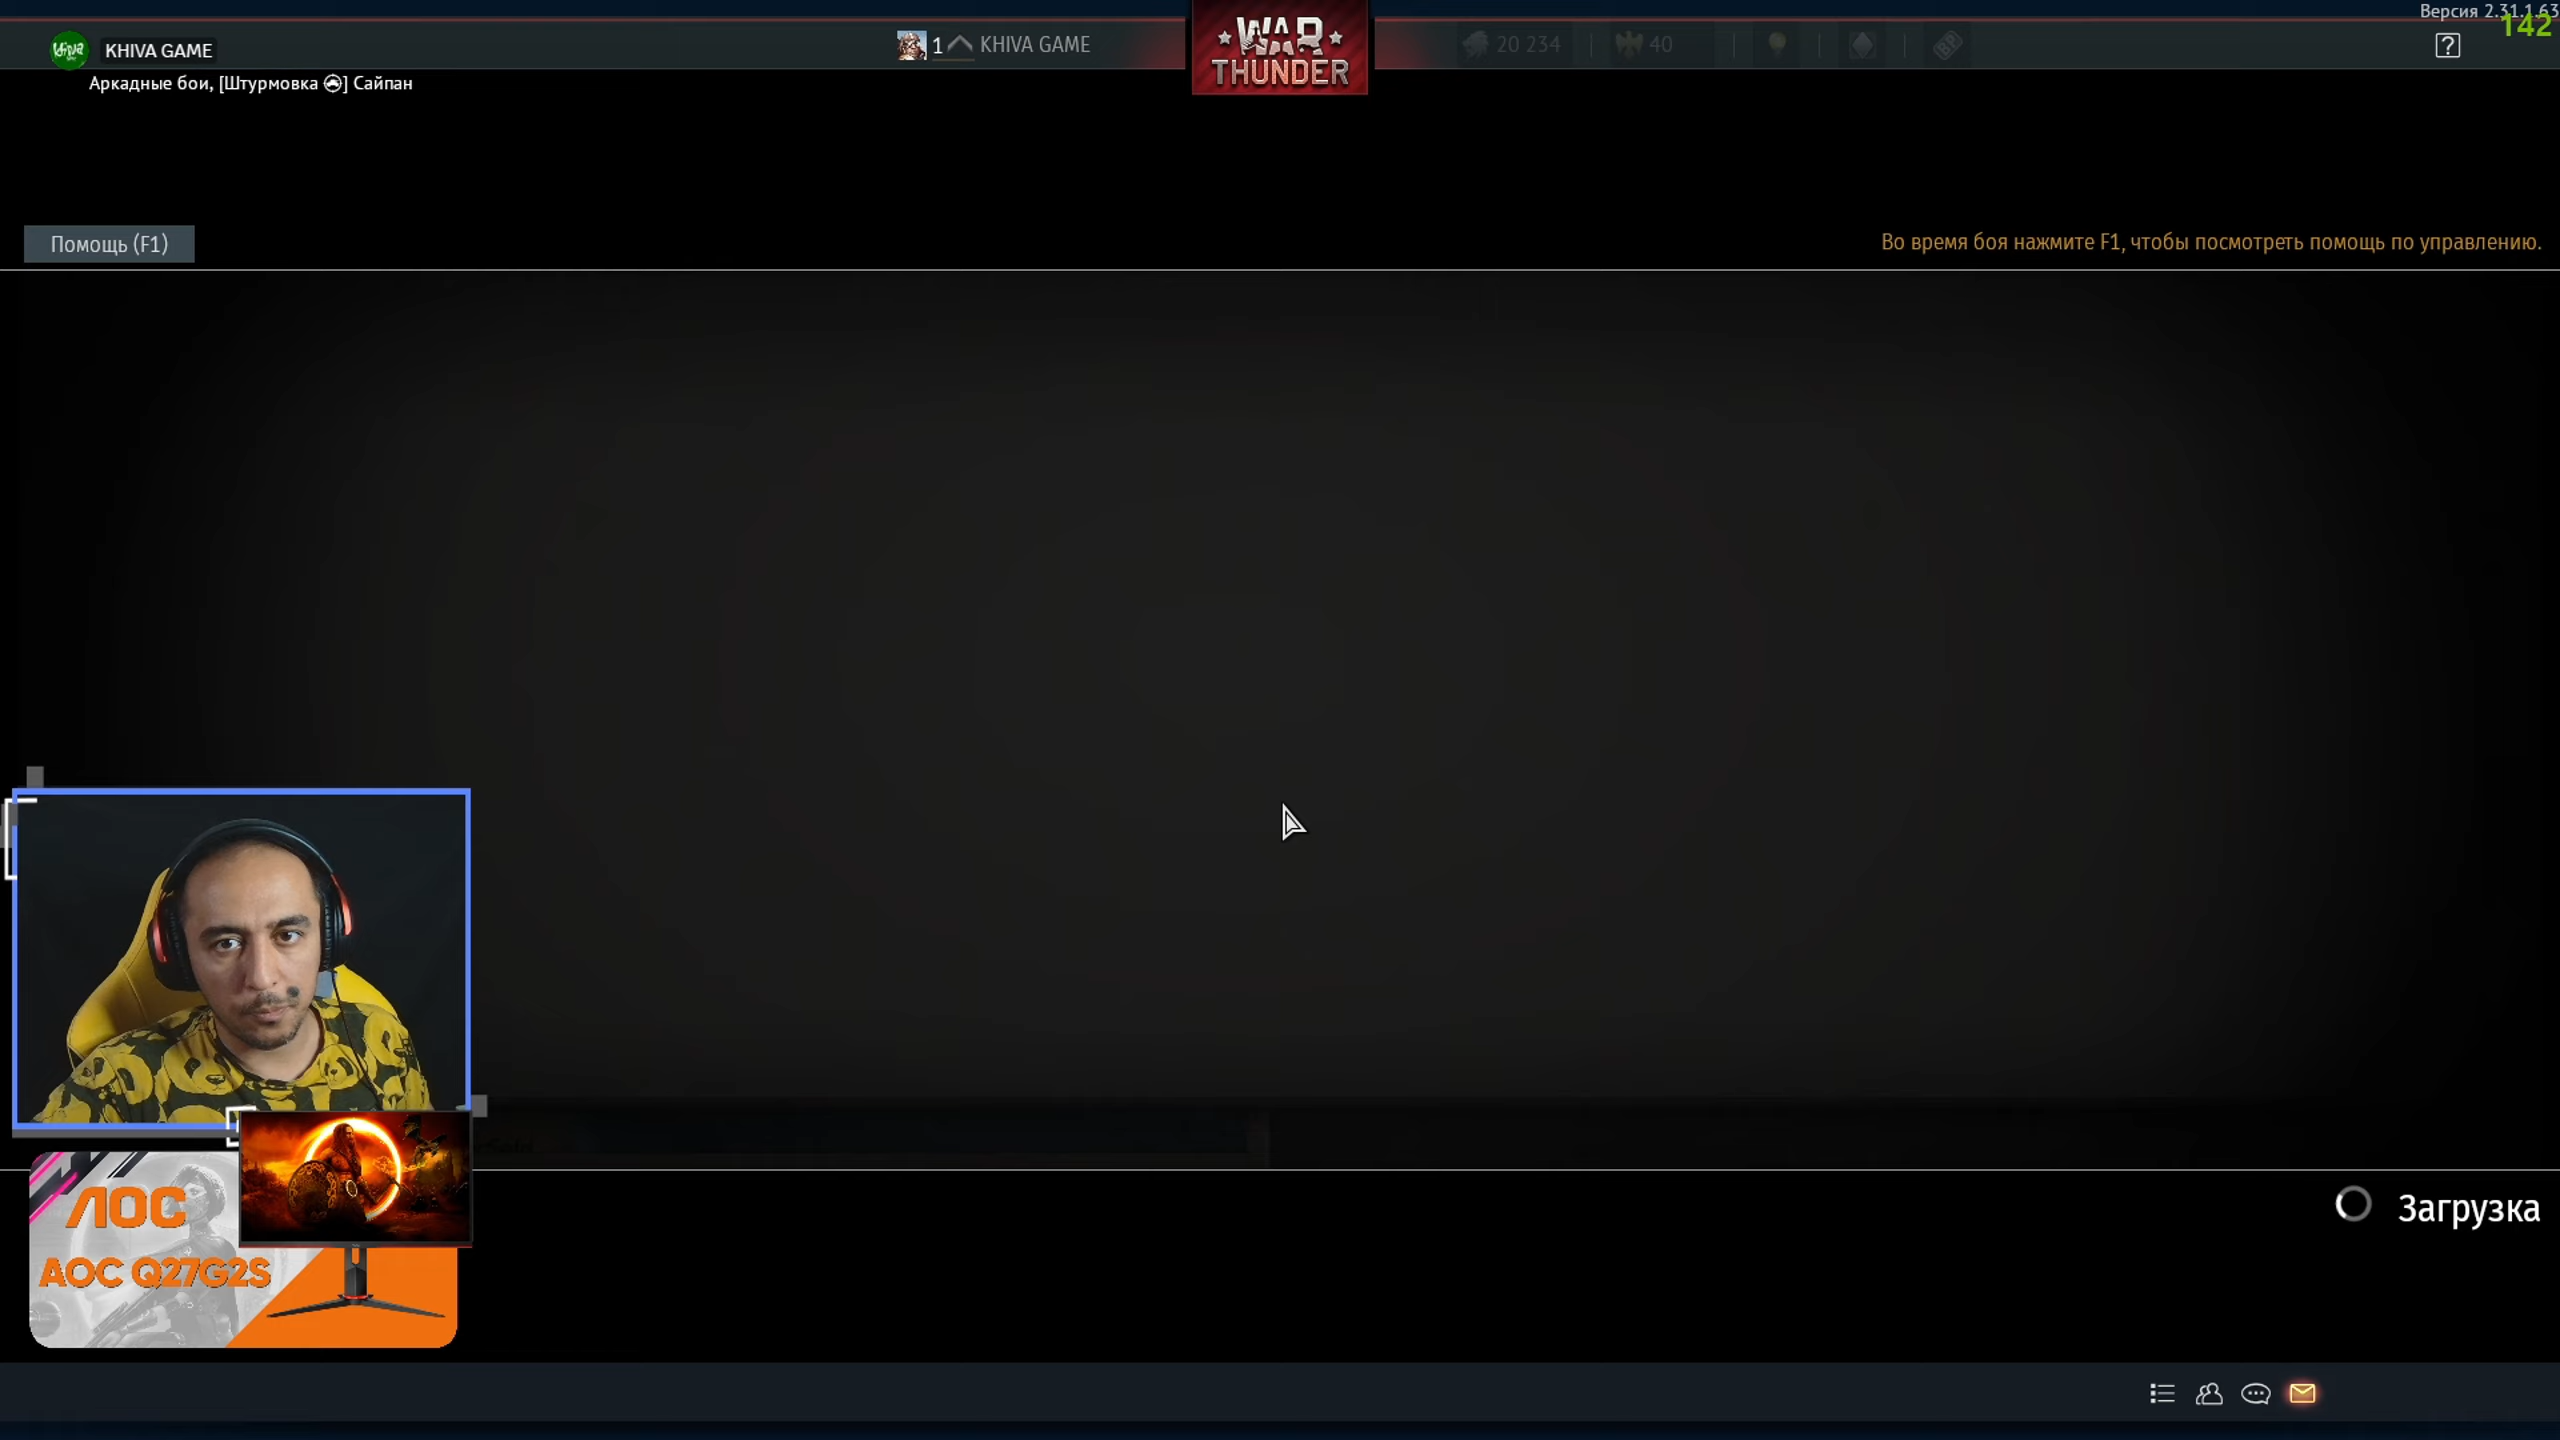 Версия 2.31.1.63
142
Khiva
KHIVA GAME
1 KHIVA GAME
WAR
THUNDER
20 234
40
Аркадные бои, [Штурмовка] Сайпан
Помощь (F1)
Во время боя нажмите F1, чтобы посмотреть помощь по управлению.
AOC
AOC Q27G2S
Загрузка